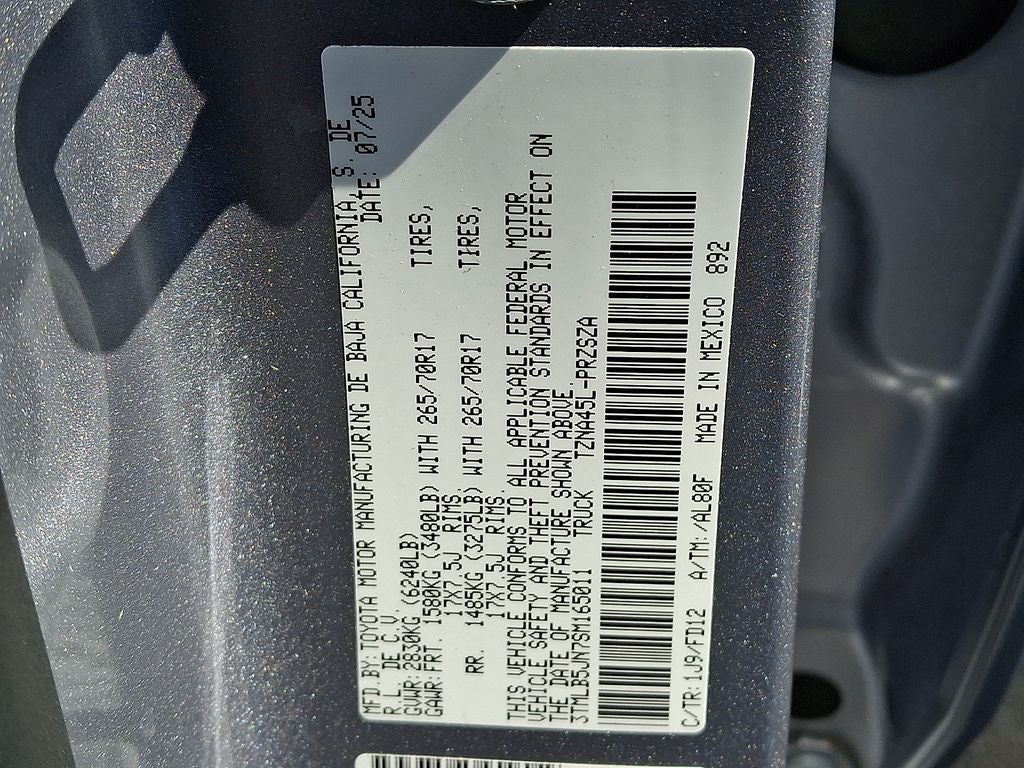 MFD.BY:TOYOTA MOTOR MANUFACTURING DE BAJA CALIFORNIA, S. DE
R.L. DE C.V. DATE: 07/25
GVWR:2830KG (6240LB)
GAWR:FRT. 1580KG (3480LB) WITH 265/70R17 TIRES,
17X7.5J RIMS.
RR. 1485KG (3275LB) WITH 265/70R17 TIRES,
17X7.5J RIMS.
THIS VEHICLE CONFORMS TO ALL APPLICABLE FEDERAL MOTOR
VEHICLE SAFETY AND THEFT PREVENTION STANDARDS IN EFFECT ON
THE DATE OF MANUFACTURE SHOWN ABOVE.
3TMLB5JN7SM165011 TRUCK TZNA45L-PRZSZA
C/TR:1J9/FD12 A/TM:/AL80F MADE IN MEXICO 892